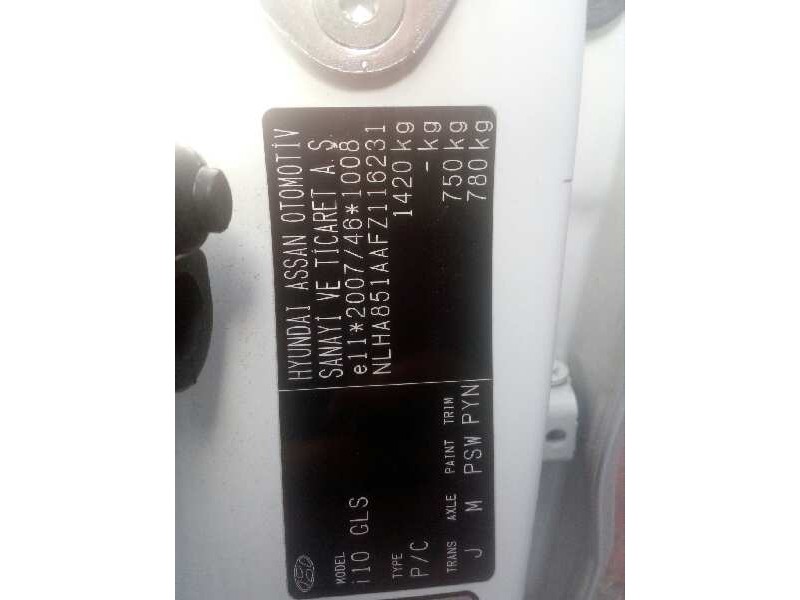 HYUNDAI ASSAN OTOMOTİV
SANAYİ VE TİCARET A.Ş
e11*2007/46*1008
NLHA851AAFZ116231
1420 kg
- kg
750 kg
780 kg
MODEL
i10 GLS
TYPE
P/C
TRANS AXLE PAINT TRIM
J M PSW PYN